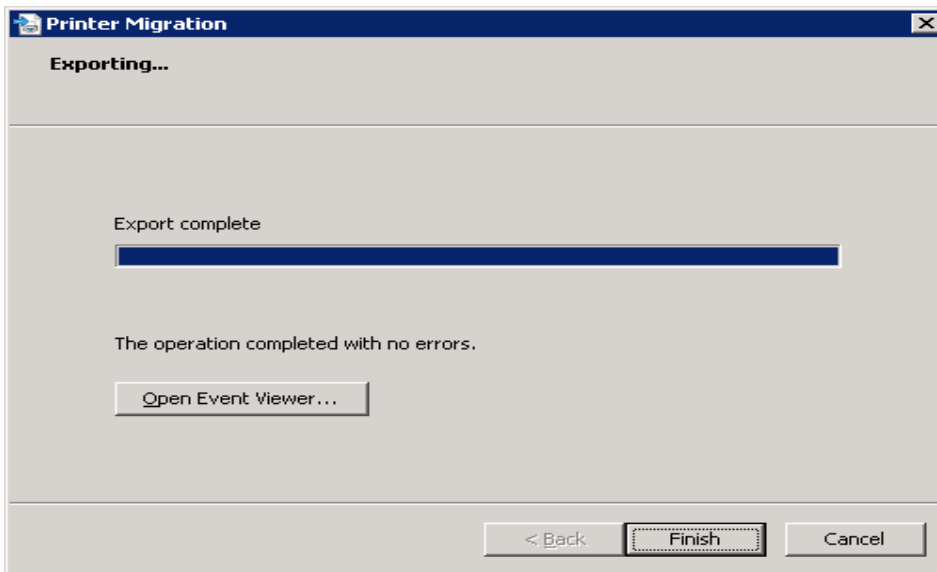 Printer Migration
Exporting...
Export complete
The operation completed with no errors.
Open Event Viewer...
< Back
Finish
Cancel